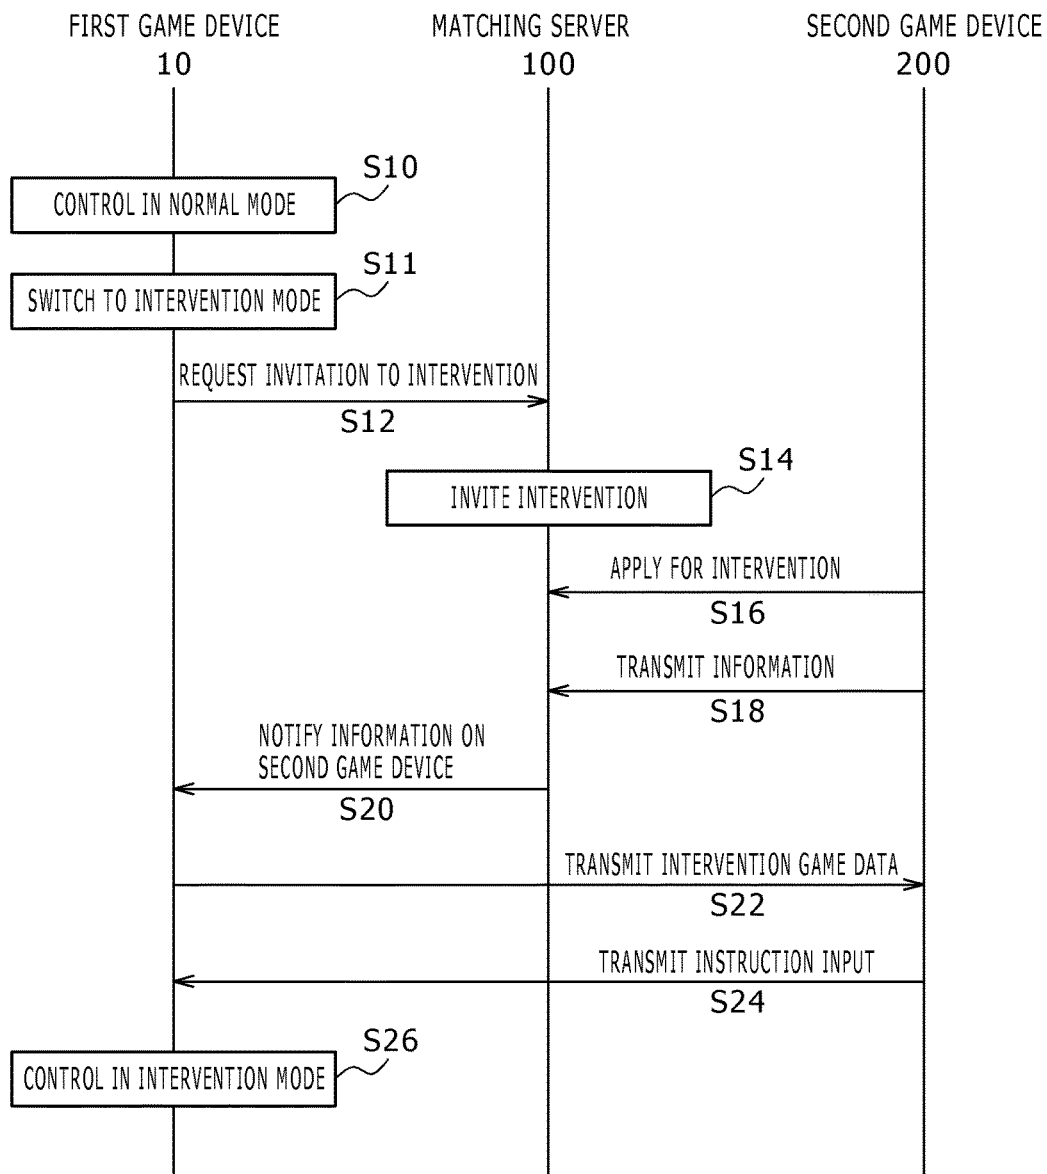 FIRST GAME DEVICE
10
MATCHING SERVER
100
SECOND GAME DEVICE
200
S10
CONTROL IN NORMAL MODE
S11
SWITCH TO INTERVENTION MODE
REQUEST INVITATION TO INTERVENTION
S12
S14
INVITE INTERVENTION
APPLY FOR INTERVENTION
S16
TRANSMIT INFORMATION
S18
NOTIFY INFORMATION ON
SECOND GAME DEVICE
S20
TRANSMIT INTERVENTION GAME DATA
S22
TRANSMIT INSTRUCTION INPUT
S24
S26
CONTROL IN INTERVENTION MODE